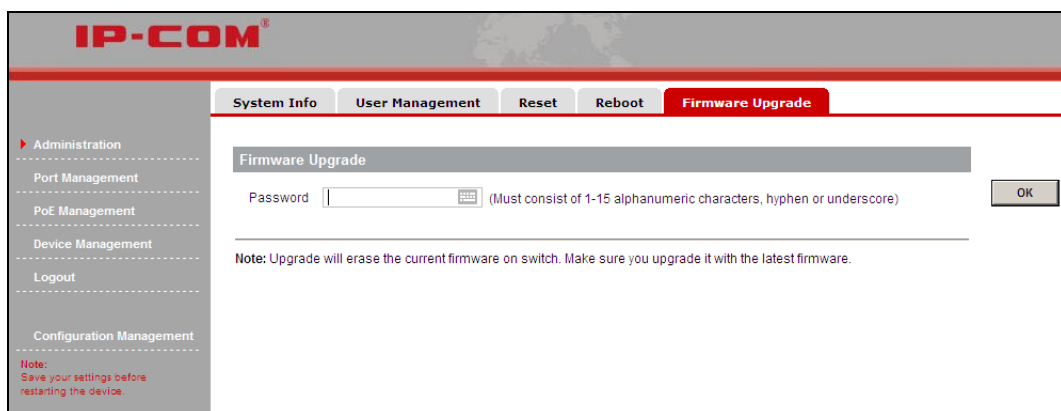 IP-COM®
System Info User Management Reset Reboot Firmware Upgrade
Administration
Port Management
PoE Management
Device Management
Logout
Configuration Management
Note:
Save your settings before
restarting the device.
Firmware Upgrade
Password (Must consist of 1-15 alphanumeric characters, hyphen or underscore)
OK
Note: Upgrade will erase the current firmware on switch. Make sure you upgrade it with the latest firmware.